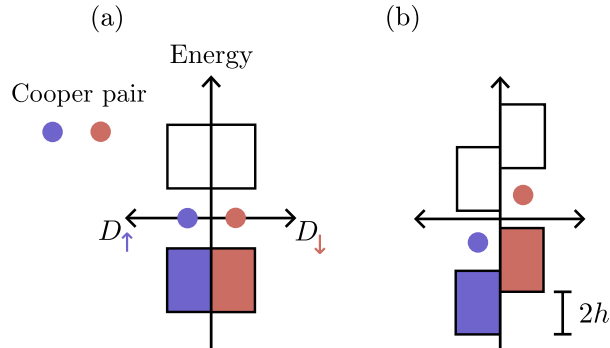 (a)
Energy
Cooper pair
D↑
D↓
(b)
2h